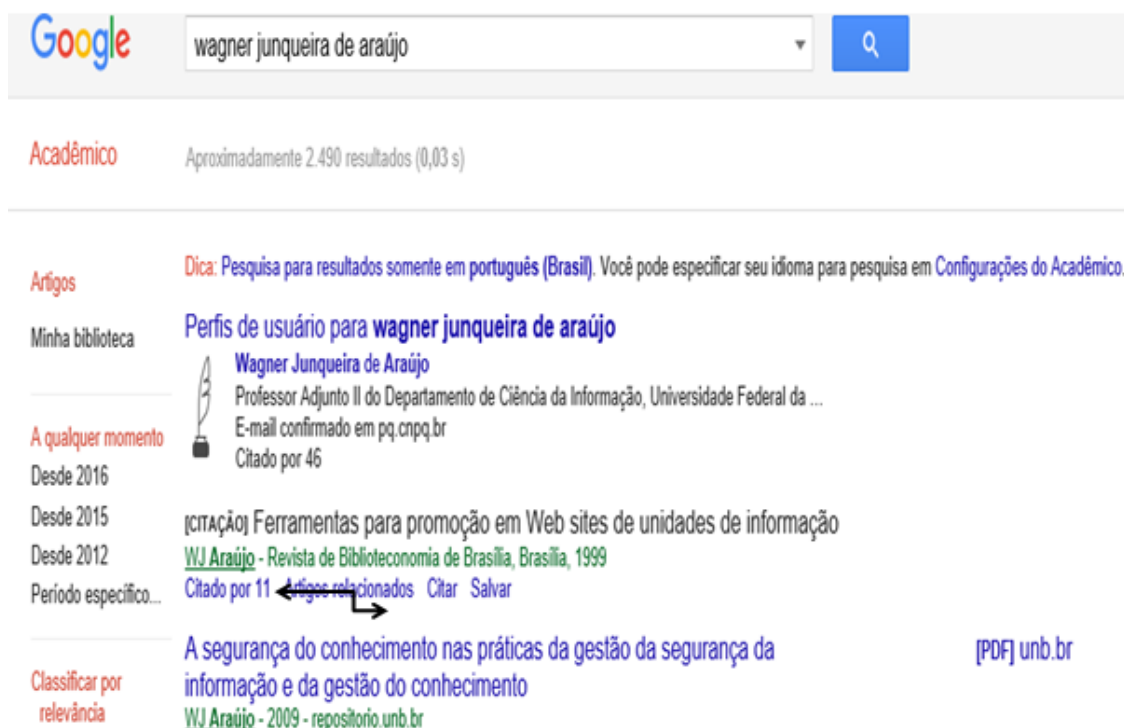 Google
wagner junqueira de araújo
Acadêmico
Aproximadamente 2.490 resultados (0,03 s)
Artigos
Minha biblioteca
A qualquer momento
Desde 2016
Desde 2015
Desde 2012
Período específico...
Classificar por
relevância
Dica: Pesquisa para resultados somente em português (Brasil). Você pode especificar seu idioma para pesquisa em Configurações do Acadêmico.
Perfis de usuário para wagner junqueira de araújo
Wagner Junqueira de Araújo
Professor Adjunto II do Departamento de Ciência da Informação, Universidade Federal da ...
E-mail confirmado em pq.cnpq.br
Citado por 46
[CITAÇÃO] Ferramentas para promoção em Web sites de unidades de informação
WJ Araújo - Revista de Biblioteconomia de Brasília, Brasília, 1999
Citado por 11 Artigos relacionados Citar Salvar
A segurança do conhecimento nas práticas da gestão da segurança da
informação e da gestão do conhecimento
WJ Araújo - 2009 - repositorio.unb.br
[PDF] unb.br